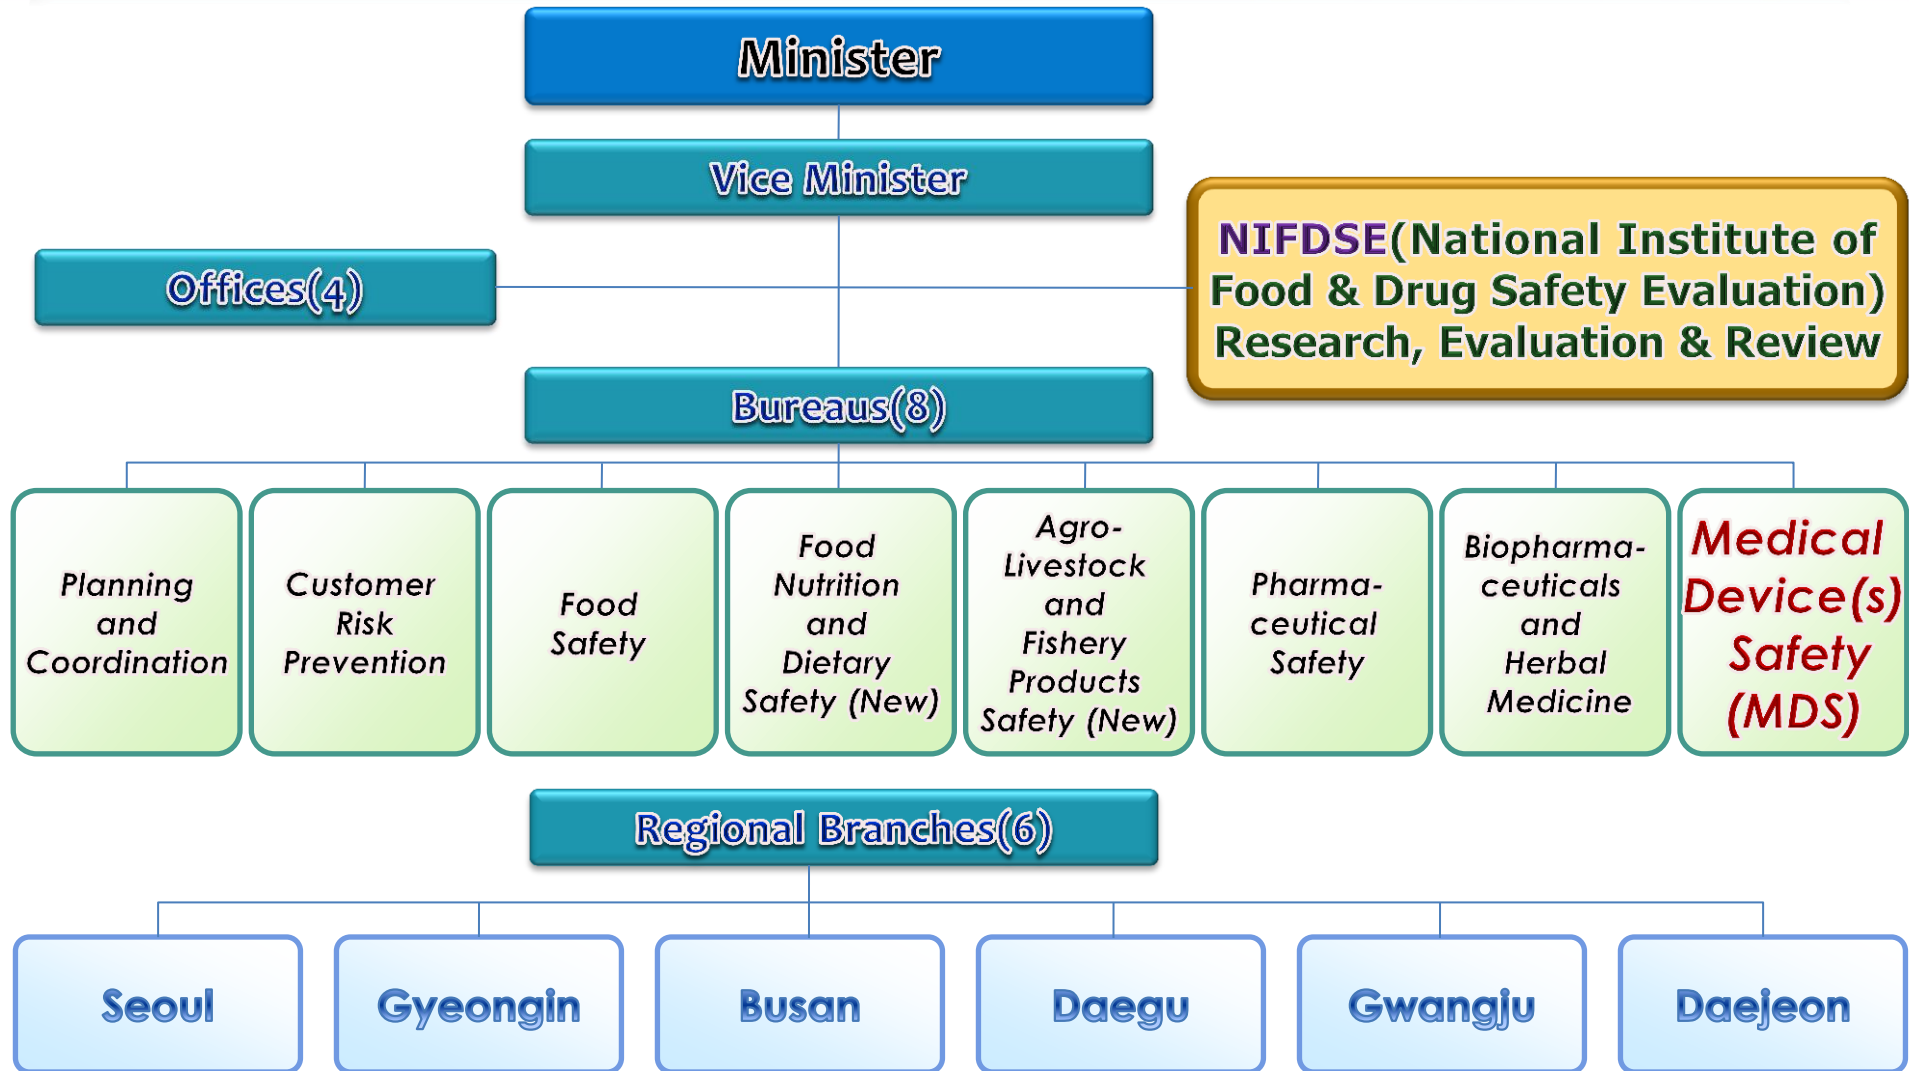 Minister
Vice Minister
Offices(4)
NIFDSE(National Institute of
Food & Drug Safety Evaluation)
Research, Evaluation & Review
Bureaus(8)
Planning
and
Coordination
Customer
Risk
Prevention
Food
Safety
Food
Nutrition
and
Dietary
Safety (New)
Agro-
Livestock
and
Fishery
Products
Safety (New)
Pharma-
ceutical
Safety
Biopharma-
ceuticals
and
Herbal
Medicine
Medical
Device(s)
Safety
(MDS)
Regional Branches(6)
Seoul
Gyeongin
Busan
Daegu
Gwangju
Daejeon